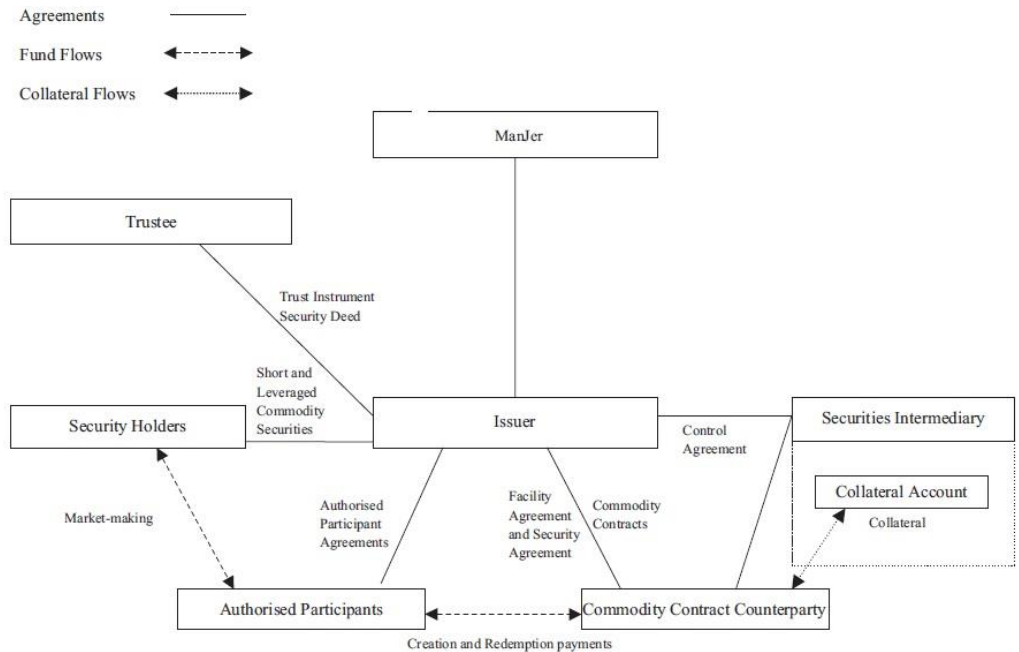 Agreements
Fund Flows
Collateral Flows
ManJer
Trustee
Trust Instrument
Security Deed
Short and
Leveraged
Commodity
Securities
Security Holders
Issuer
Securities Intermediary
Control
Agreement
Collateral Account
Collateral
Market-making
Authorised
Participant
Agreements
Facility
Agreement
and Security
Agreement
Commodity
Contracts
Authorised Participants
Commodity Contract Counterparty
Creation and Redemption payments